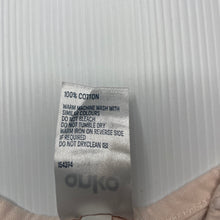 100% COTTON
WARM MACHINE WASH WITH
SIMILAR COLOURS
DO NOT BLEACH
DO NOT TUMBLE DRY
WARM IRON ON REVERSE SIDE
IF REQUIRED
DO NOT DRYCLEAN
154394